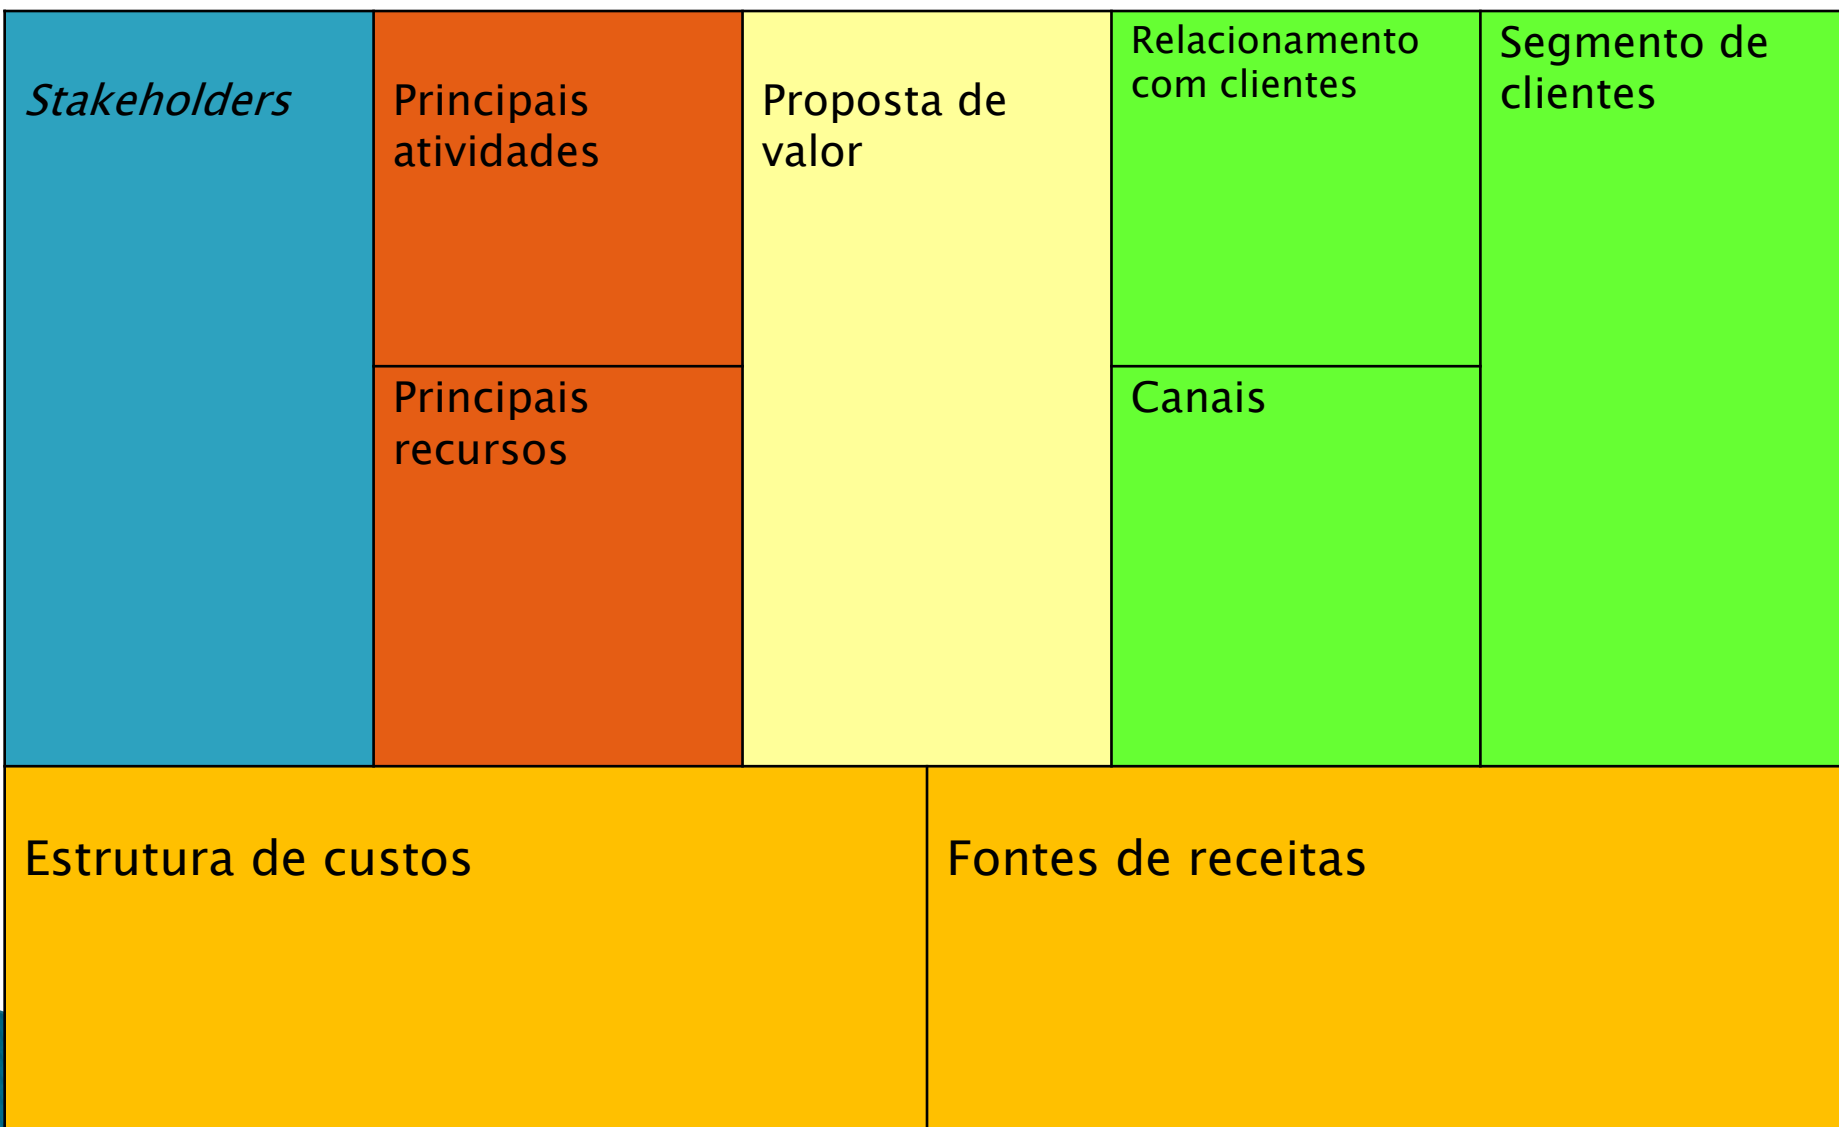 Stakeholders
Principais
atividades
Principais
recursos
Proposta de
valor
Relacionamento
com clientes
Canais
Segmento de
clientes
Estrutura de custos
Fontes de receitas